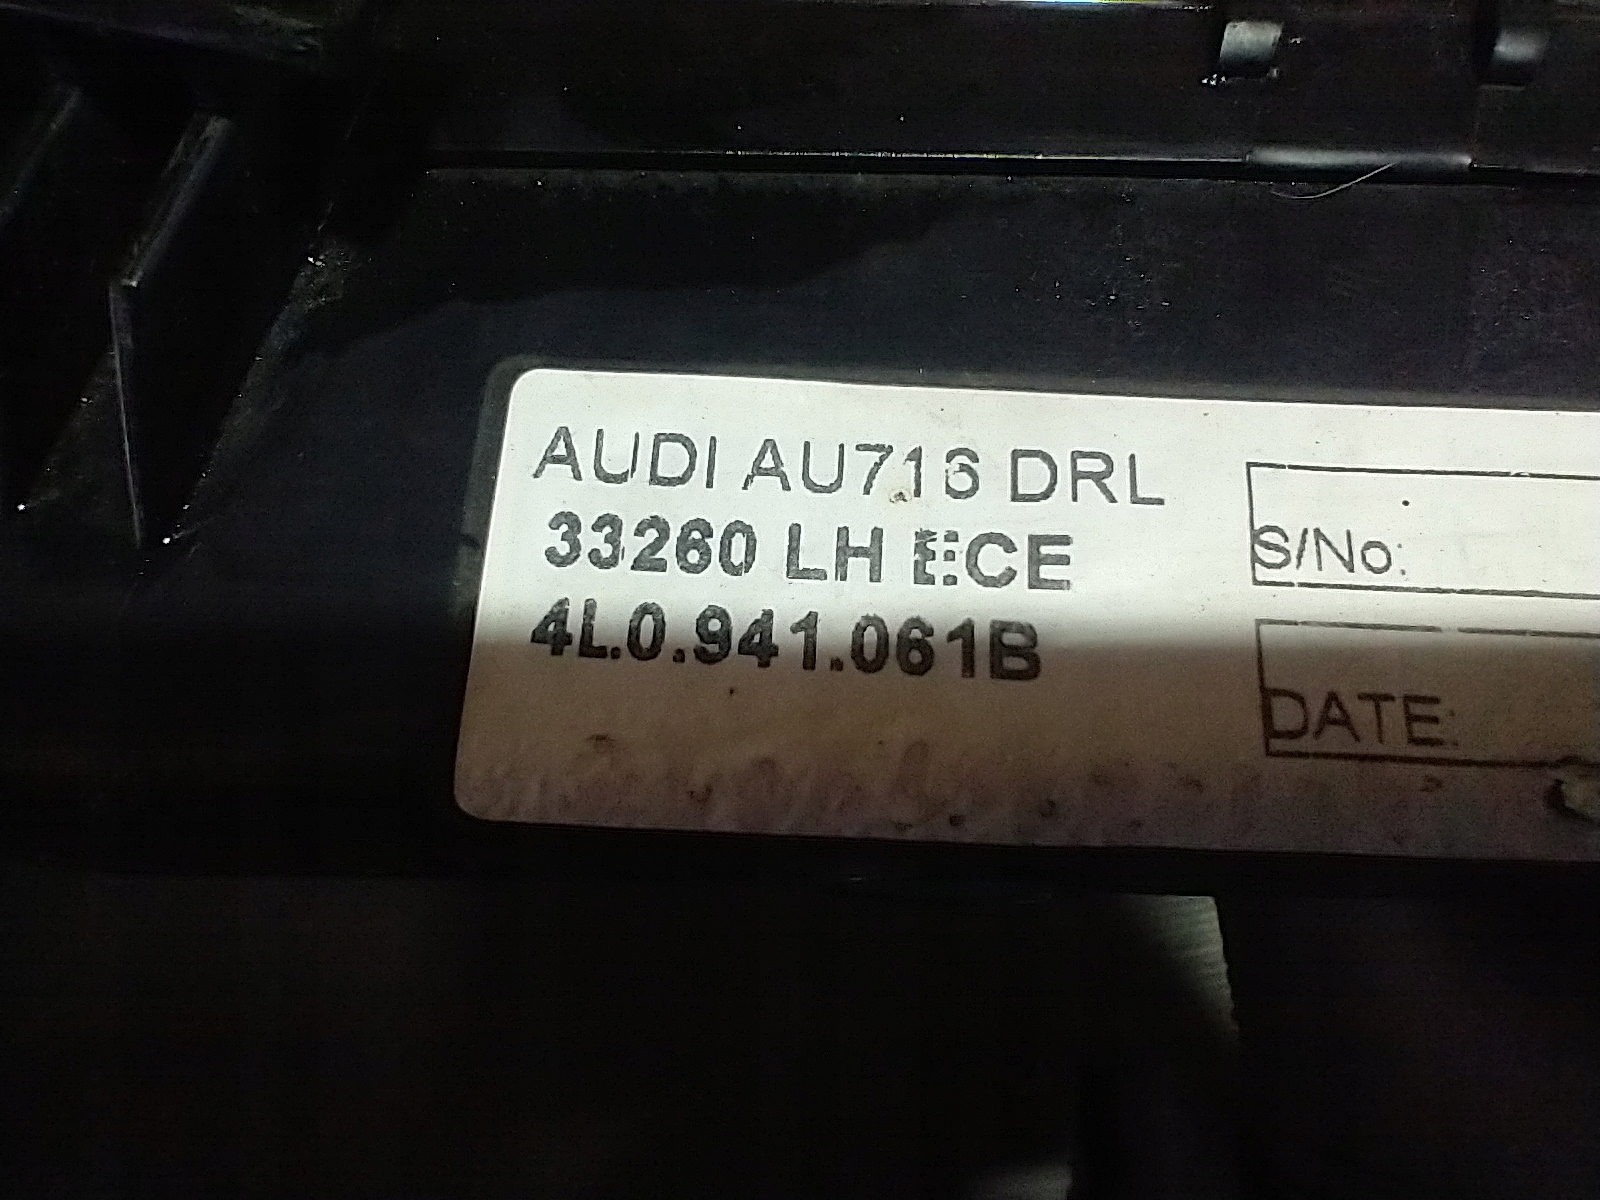 AUDI AU716 DRL
33260 LH ECE
4L0.941.061B
S/No:
DATE: